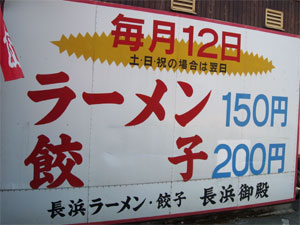 毎月12日
土・日・祝の場合は翌日
ラーメン 150円
餃子 200円
長浜ラーメン・餃子 長浜御殿